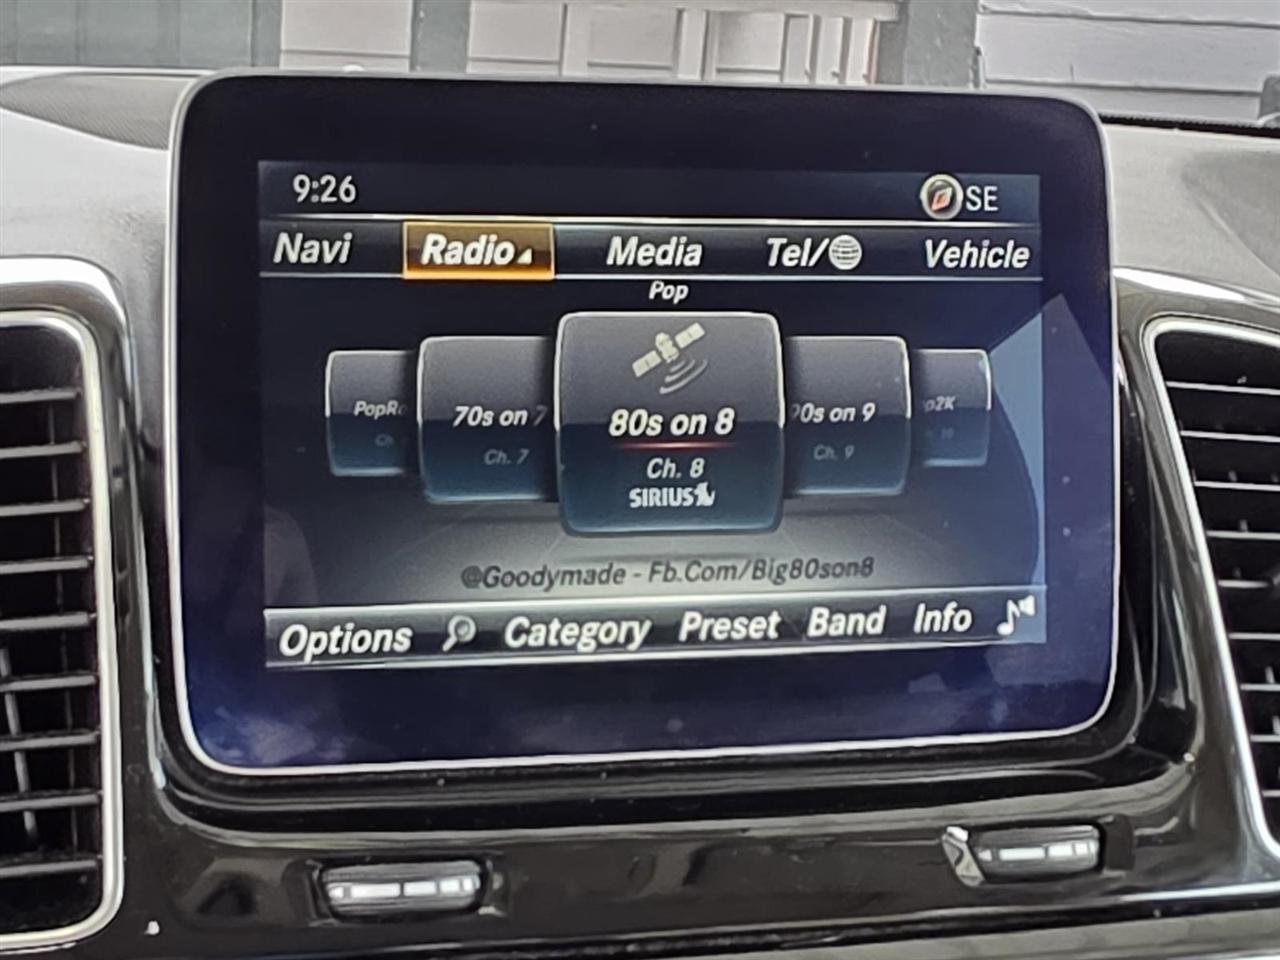 9:26 SE
Navi Radio Media Tel/ Vehicle
Pop
70s on 7 80s on 8 on 9
Ch. 7 Ch. 8 Ch. 9
SIRIUS
@Goodymade - Fb.Com/Big80son8
Options Category Preset Band Info